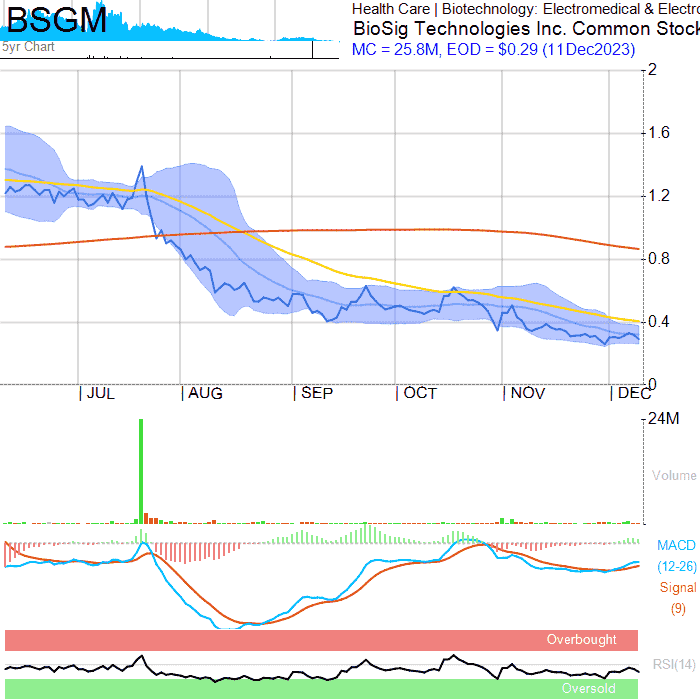 BSGM
5yr Chart
Health Care | Biotechnology: Electromedical & Electro
BioSig Technologies Inc. Common Stock
MC = 25.8M, EOD = $0.29 (11Dec2023)
2
1.6
1.2
0.8
0.4
0
JUL AUG SEP OCT NOV DEC
24M
Volume
MACD
(12-26)
Signal
(9)
Overbought
RSI(14)
Oversold